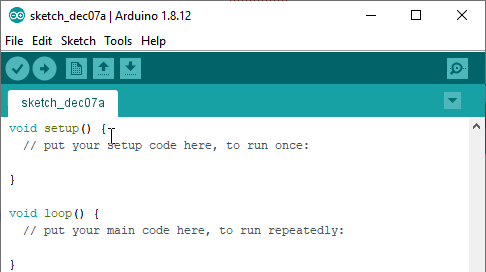 sketch_dec07a | Arduino 1.8.12
File Edit Sketch Tools Help
sketch_dec07a
void setup() {
  // put your setup code here, to run once:

}

void loop() {
  // put your main code here, to run repeatedly:

}